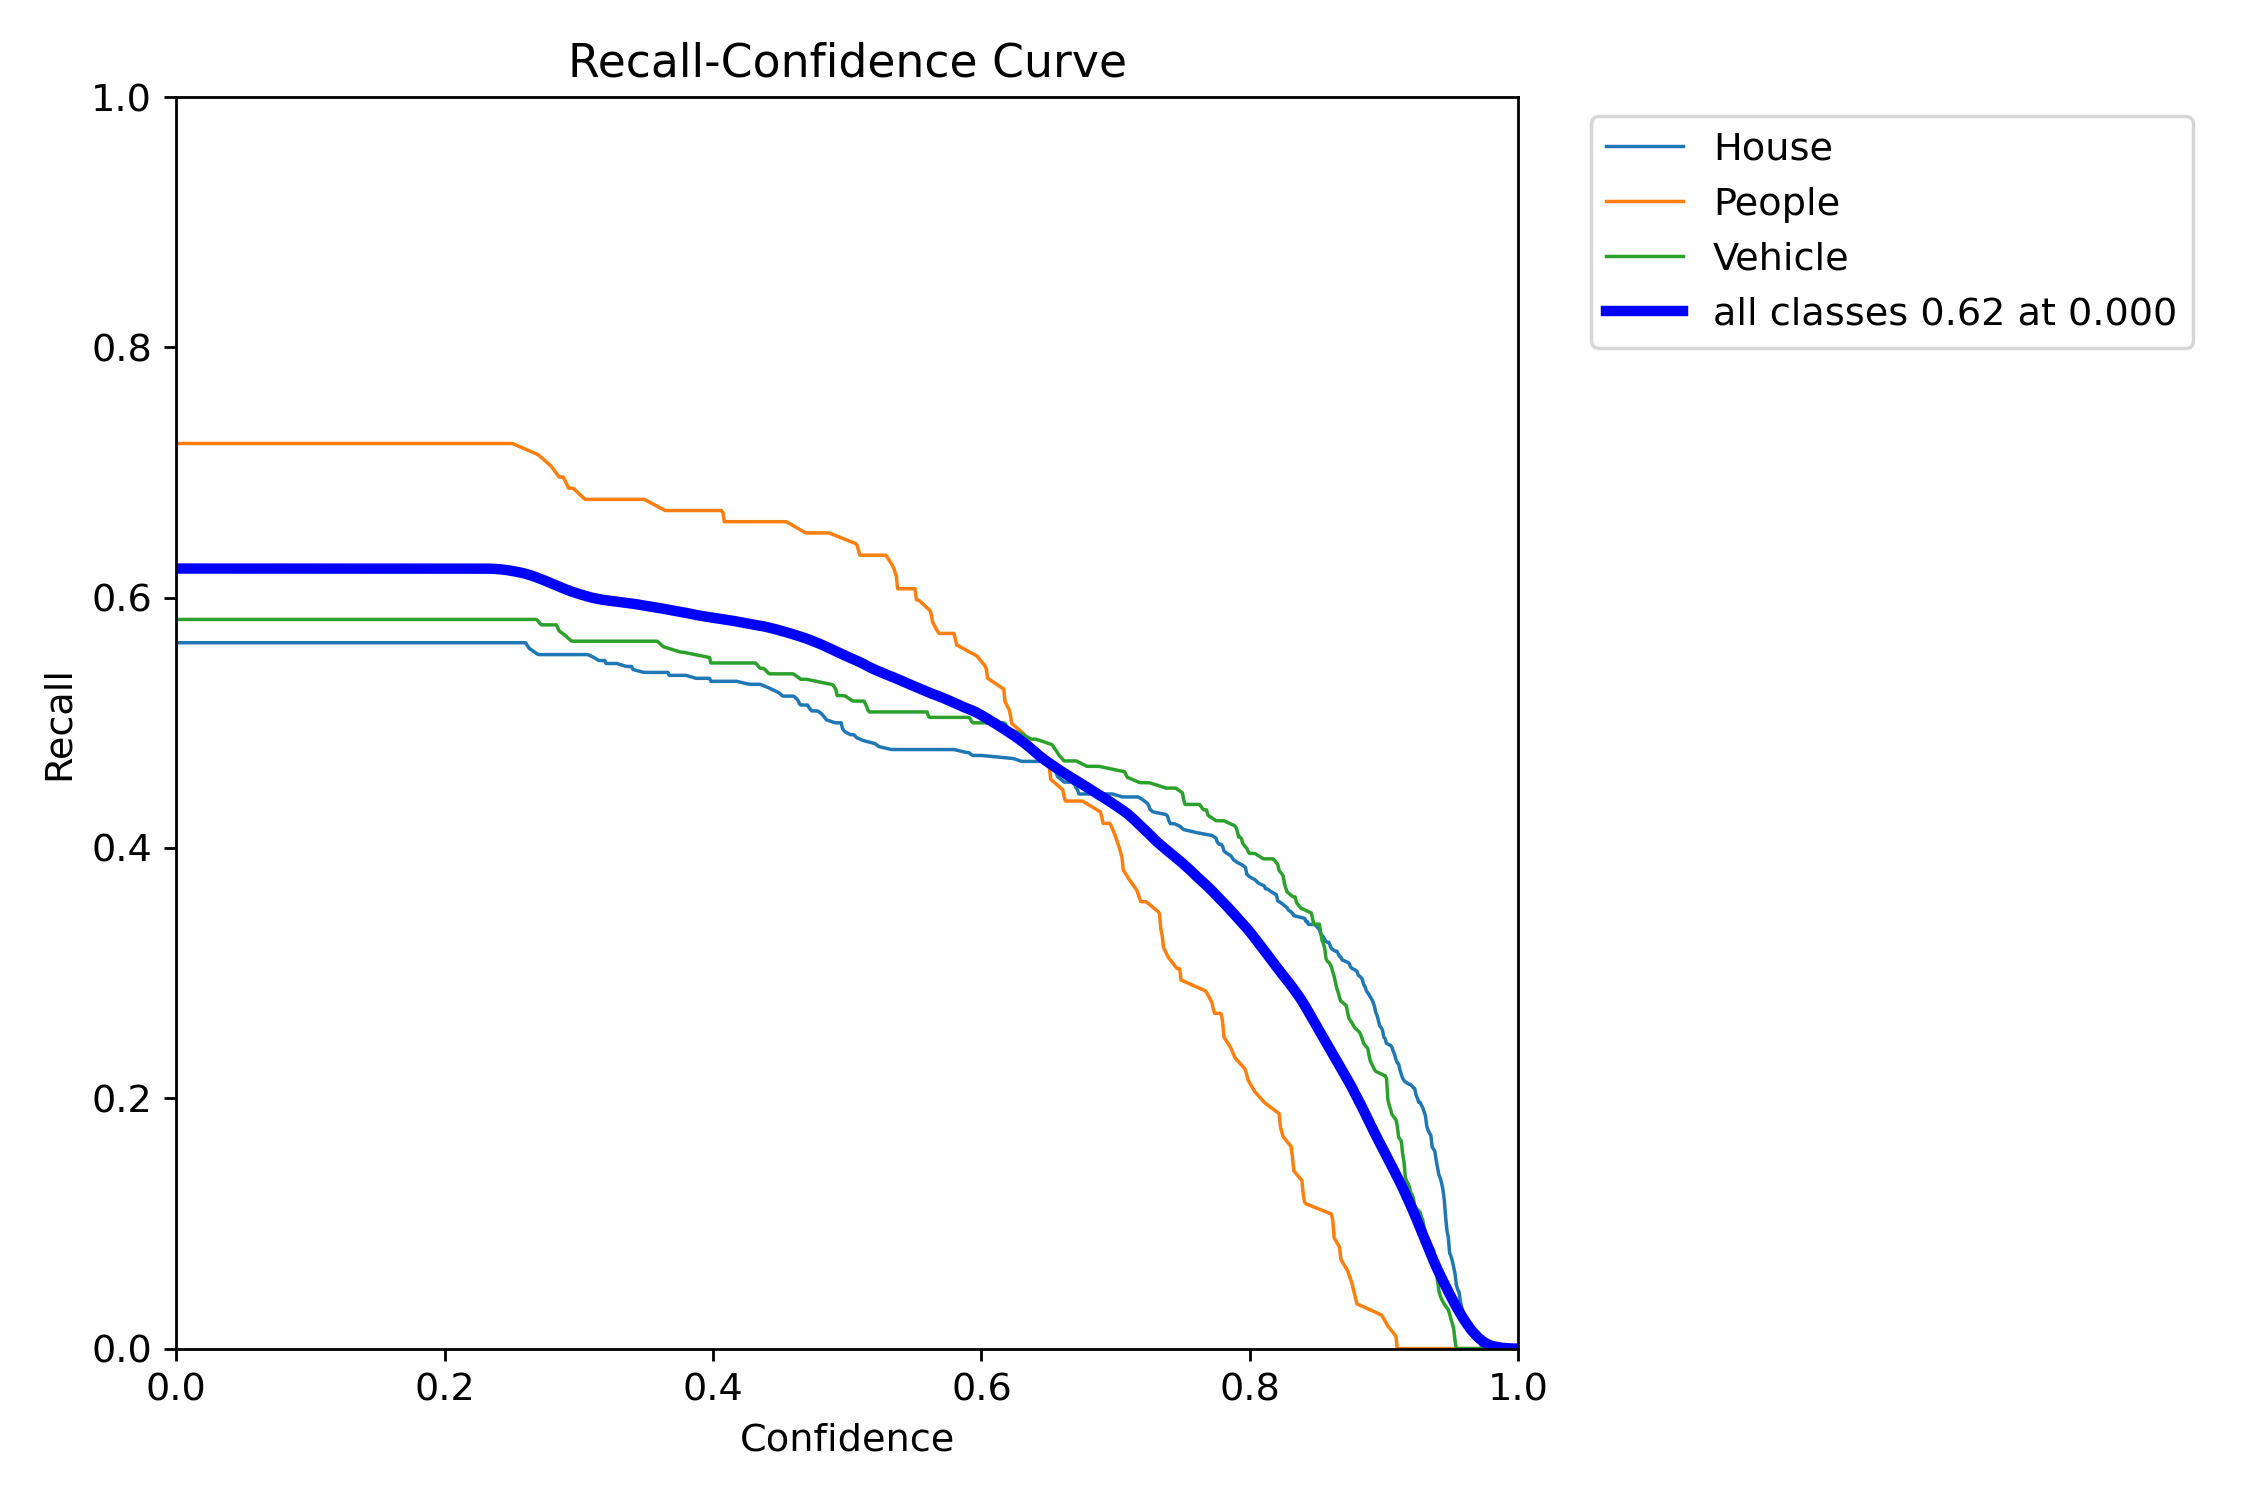 Recall-Confidence Curve
1.0
0.8
0.6
0.4
0.2
0.0
Recall
0.0 0.2 0.4 0.6 0.8 1.0
Confidence
House
People
Vehicle
all classes 0.62 at 0.000